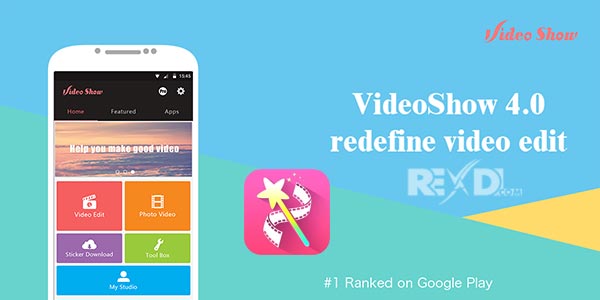 Video Show
15:45
Video Show
Pro
Home Featured Apps
Help you make good video
Video Edit Photo Video
Sticker Download Tool Box
My Studio
VideoShow 4.0
redefine video edit
REXDL.COM
#1 Ranked on Google Play